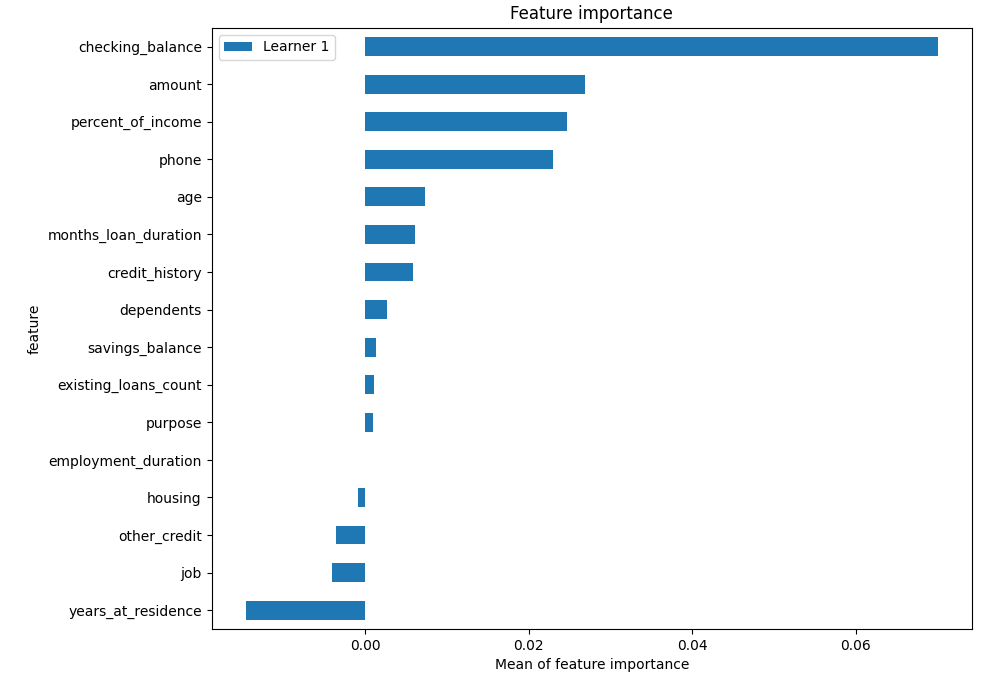 Feature importance
Learner 1
checking_balance
amount
percent_of_income
phone
age
months_loan_duration
credit_history
dependents
savings_balance
existing_loans_count
purpose
employment_duration
housing
other_credit
job
years_at_residence
feature
0.00 0.02 0.04 0.06
Mean of feature importance